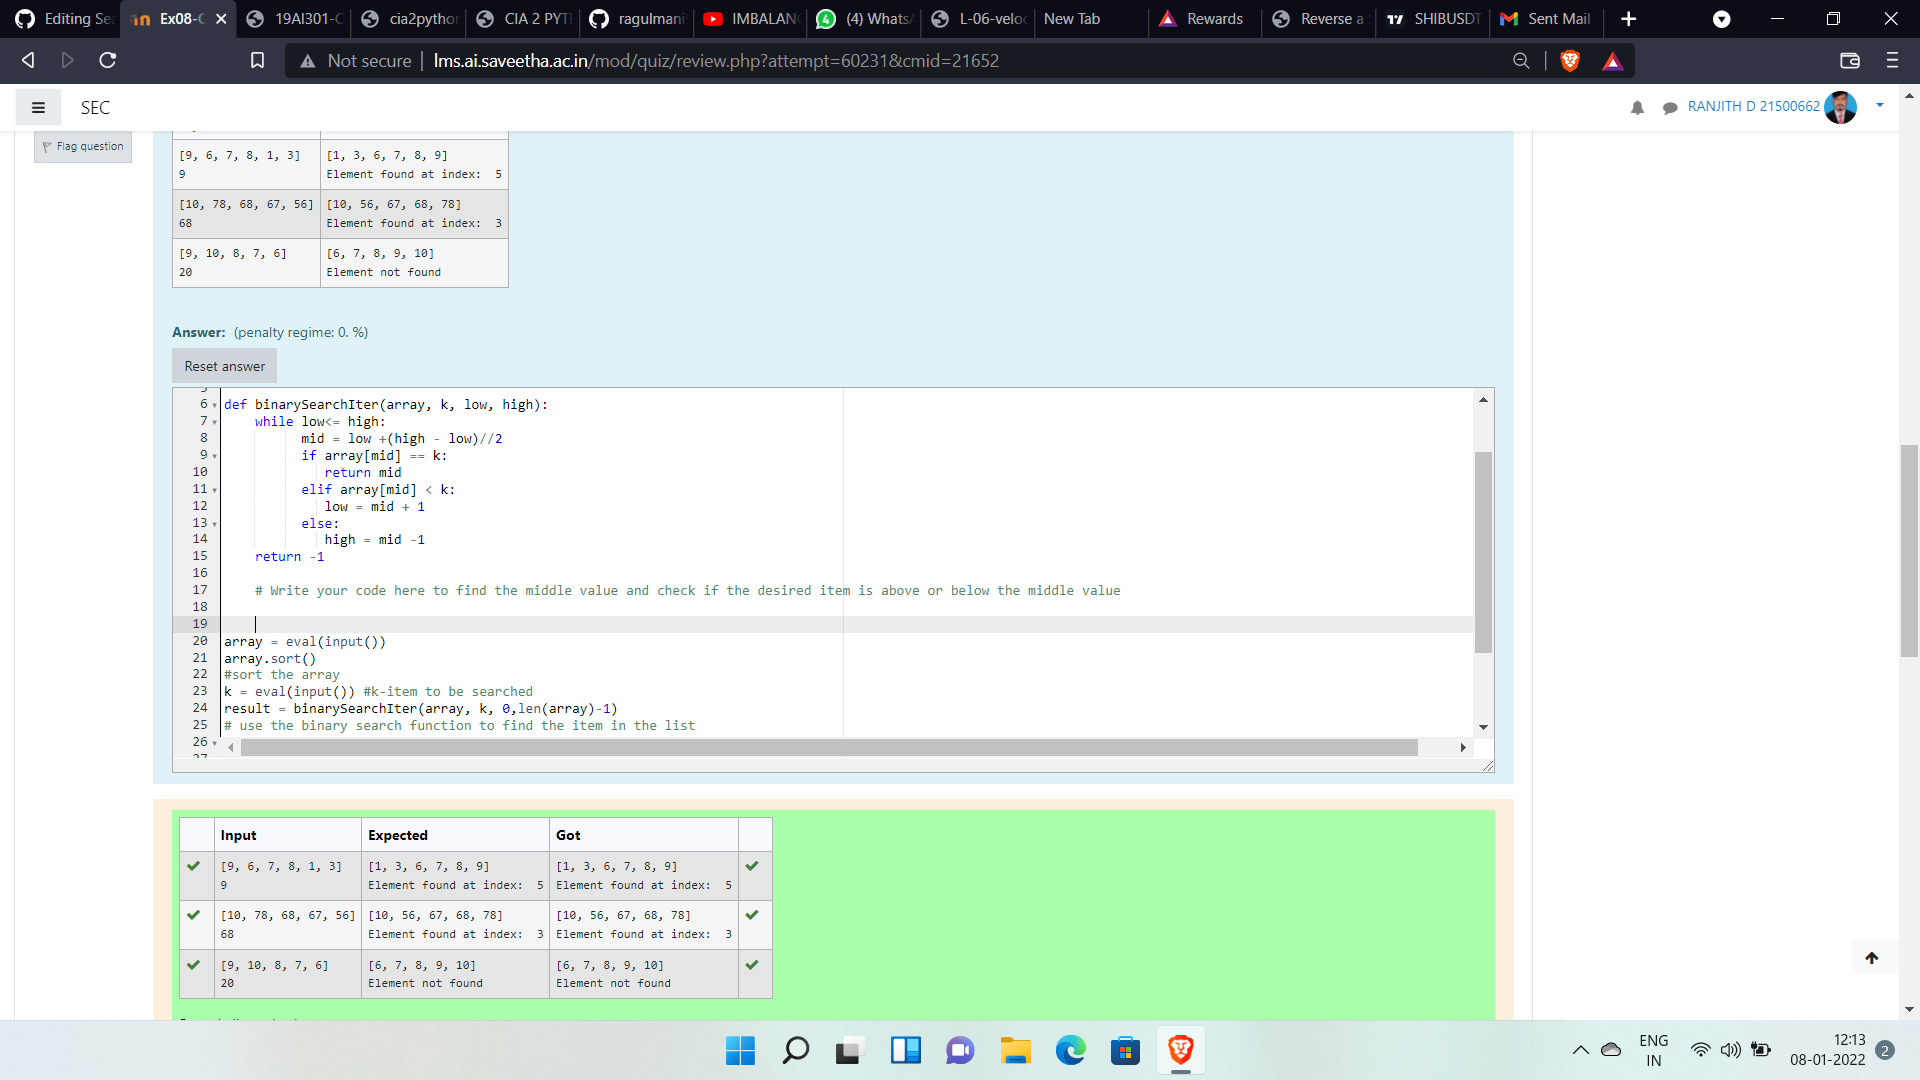 Editing Se
Ex08-C
19AI301-C
cia2pythor
CIA 2 PYTH
ragulmani
IMBALANC
(4) WhatsA
L-06-veloc
New Tab
Rewards
Reverse a
SHIBUSDT
Sent Mail
Not secure | lms.ai.saveetha.ac.in/mod/quiz/review.php?attempt=60231&cmid=21652
SEC
RANJITH D 21500662
Flag question
[9, 6, 7, 8, 1, 3] [1, 3, 6, 7, 8, 9]
9 Element found at index:  5
[10, 78, 68, 67, 56] [10, 56, 67, 68, 78]
68 Element found at index:  3
[9, 10, 8, 7, 6] [6, 7, 8, 9, 10]
20 Element not found
Answer: (penalty regime: 0. %)
Reset answer
6 def binarySearchIter(array, k, low, high):
7 while low<= high:
8 mid = low +(high - low)//2
9 if array[mid] == k:
10 return mid
11 elif array[mid] < k:
12 low = mid + 1
13 else:
14 high = mid -1
15 return -1
16
17 # Write your code here to find the middle value and check if the desired item is above or below the middle value
18
19
20 array = eval(input())
21 array.sort()
22 #sort the array
23 k = eval(input()) #k-item to be searched
24 result = binarySearchIter(array, k, 0,len(array)-1)
25 # use the binary search function to find the item in the list
26
27
Input Expected Got
[9, 6, 7, 8, 1, 3] [1, 3, 6, 7, 8, 9] [1, 3, 6, 7, 8, 9]
9 Element found at index:  5 Element found at index:  5
[10, 78, 68, 67, 56] [10, 56, 67, 68, 78] [10, 56, 67, 68, 78]
68 Element found at index:  3 Element found at index:  3
[9, 10, 8, 7, 6] [6, 7, 8, 9, 10] [6, 7, 8, 9, 10]
20 Element not found Element not found
ENG
IN
12:13
08-01-2022
2